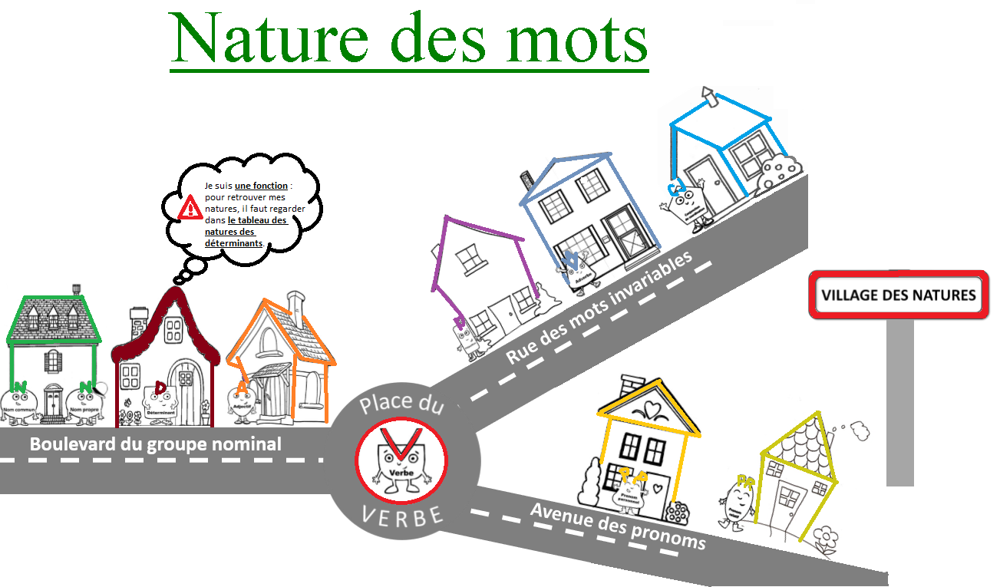 Nature des mots
Je suis une fonction :
pour retrouver mes
natures, il faut regarder
dans le tableau des
natures des
déterminants.
N
N
Nom commun
Nom propre
D
Déterminant
A
Adjectif
Boulevard du groupe nominal
Place du
Verbe
VERBE
Adverbe
Rue des mots invariables
VILLAGE DES NATURES
Pronom
personnel
Avenue des pronoms